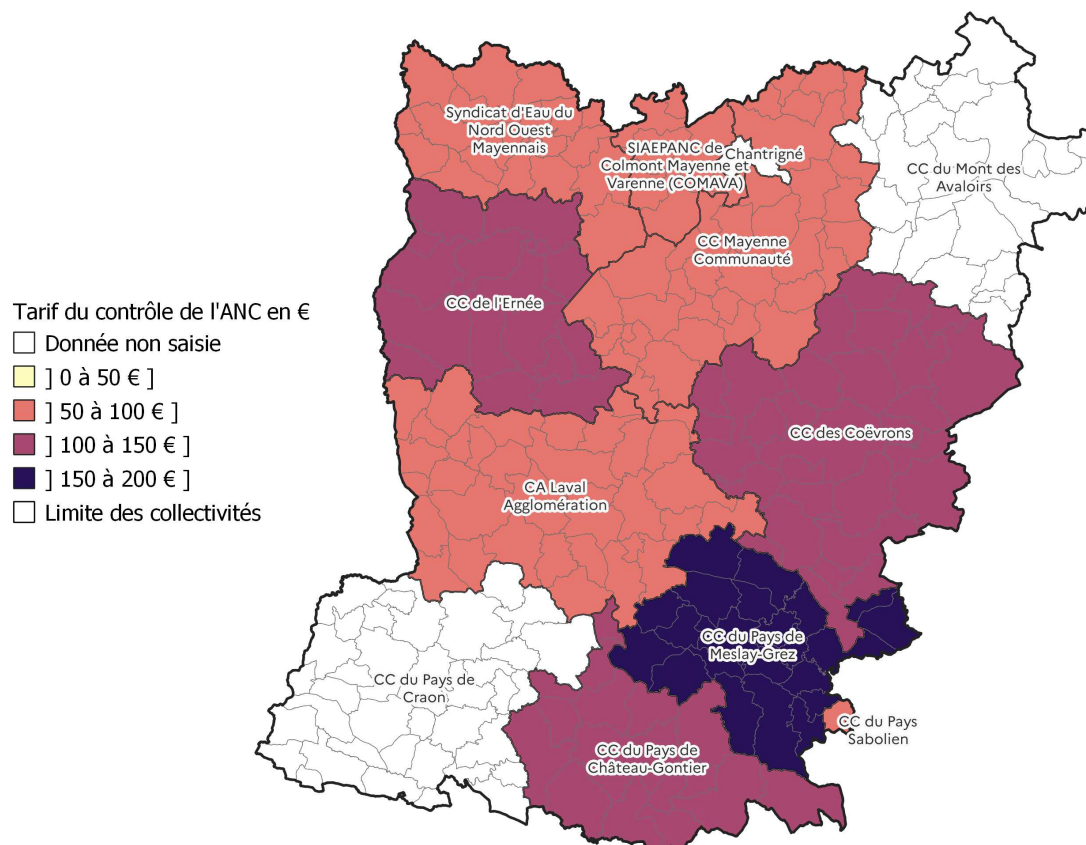 Syndicat d'Eau du
Nord Ouest
Mayennais
SIAEPANC de
Colmont Mayenne et
Varenne (COMAVA)
Chantrigné
CC du Mont des
Avaloirs
CC Mayenne
Communauté
CC de l'Ernée
Tarif du contrôle de l'ANC en €
Donnée non saisie
] 0 à 50 € ]
] 50 à 100 € ]
] 100 à 150 € ]
] 150 à 200 € ]
Limite des collectivités
CC des Coëvrons
CA Laval
Agglomération
CC du Pays de
Meslay-Grez
CC du Pays de
Craon
CC du Pays
Sabolien
CC du Pays de
Château-Gontier